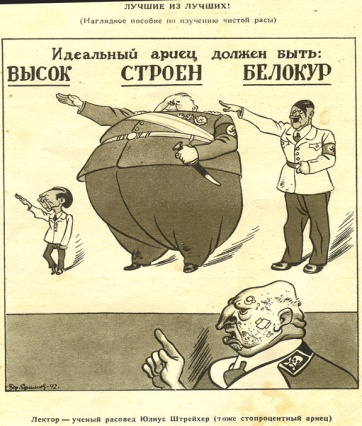 ЛУЧШИЕ ИЗ ЛУЧШИХ!
(Наглядное пособие по изучению чистой расы)
Идеальный ариец должен быть:
ВЫСОК СТРОЕН БЕЛОКУР
Лектор — ученый расовед Юлиус Штрейхер (тоже стопроцентный ариец)